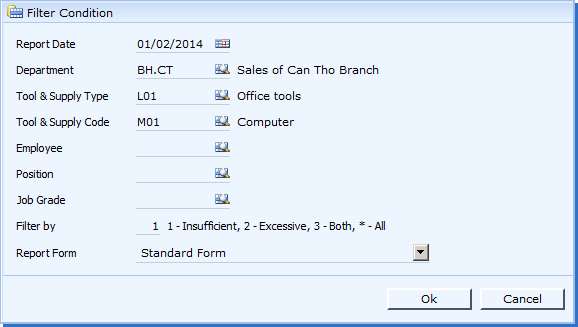 Filter Condition
Report Date 01/02/2014
Department BH.CT Sales of Can Tho Branch
Tool & Supply Type L01 Office tools
Tool & Supply Code M01 Computer
Employee
Position
Job Grade
Filter by 1 1 - Insufficient, 2 - Excessive, 3 - Both, * - All
Report Form Standard Form
Ok Cancel